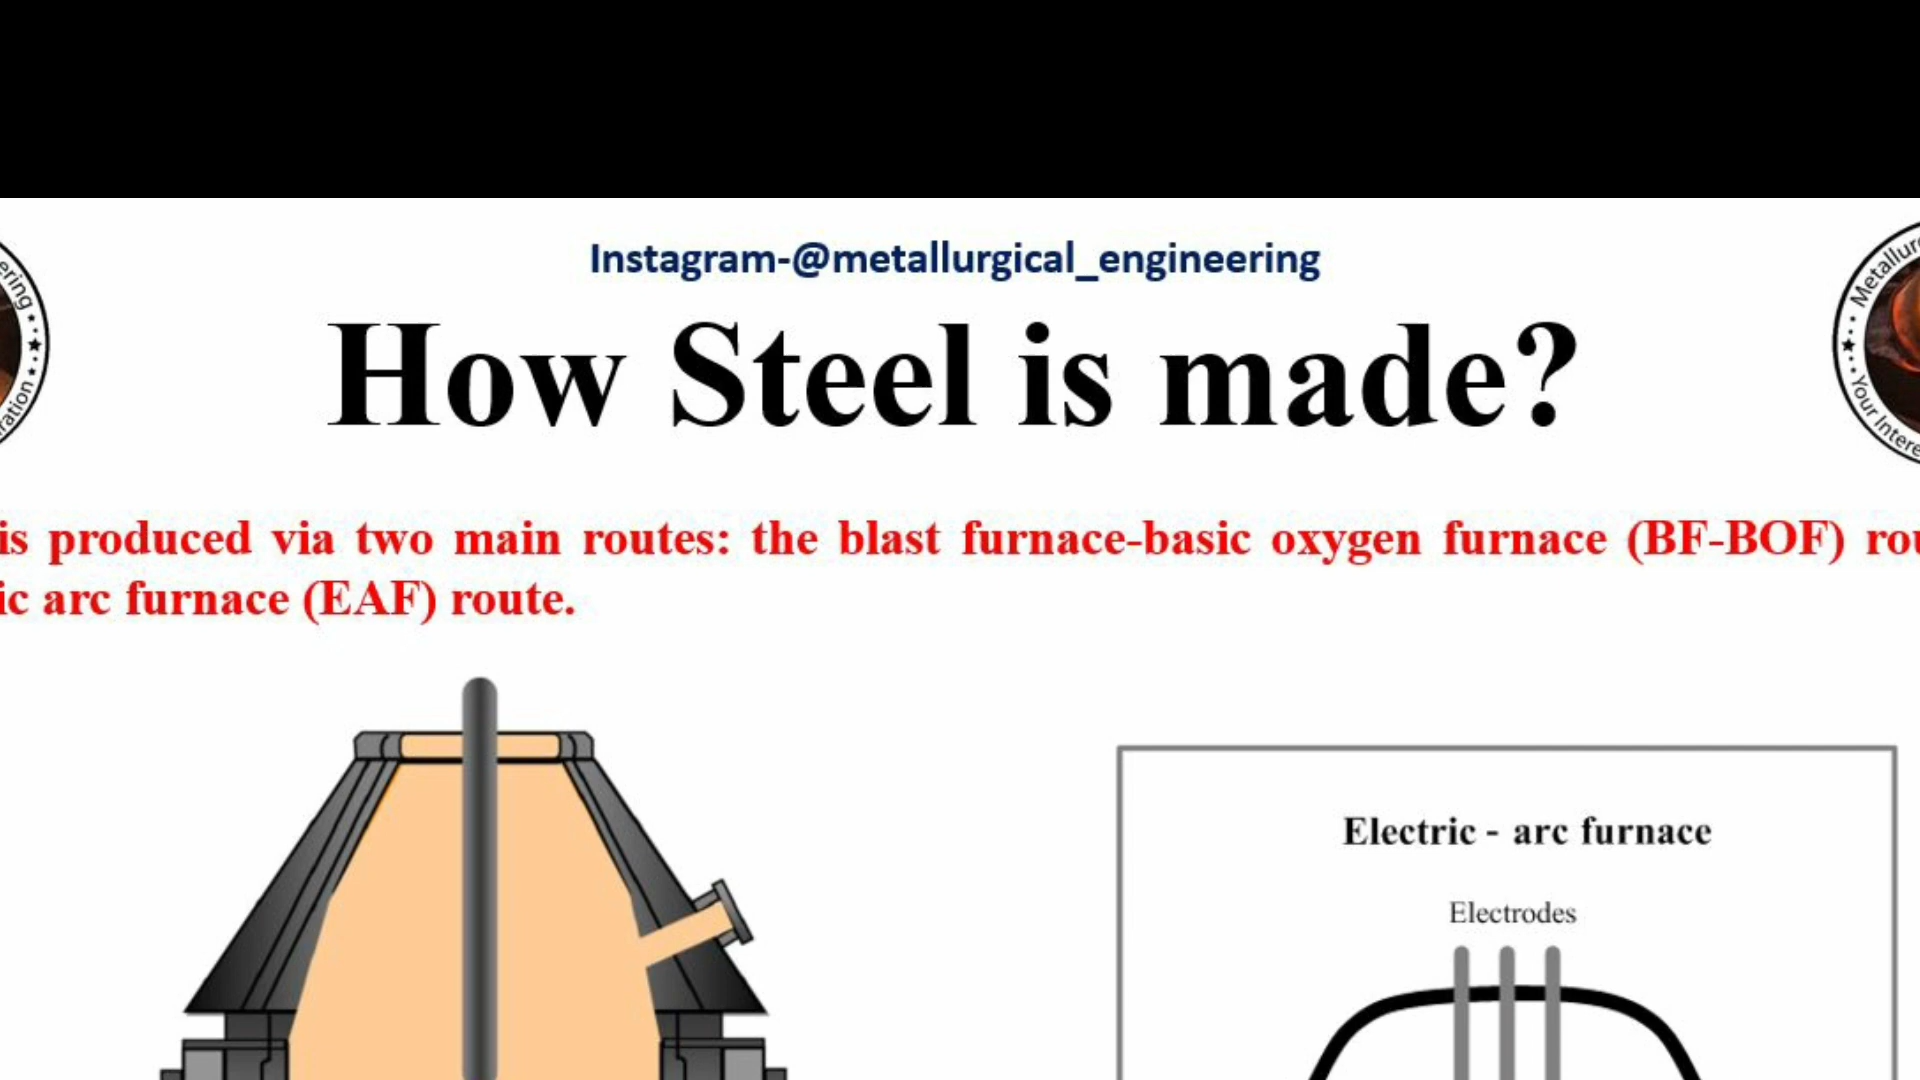 Instagram-@metallurgical_engineering
How Steel is made?
is produced via two main routes: the blast furnace-basic oxygen furnace (BF-BOF)
arc furnace (EAF) route.
Electric - arc furnace
Electrodes
Your